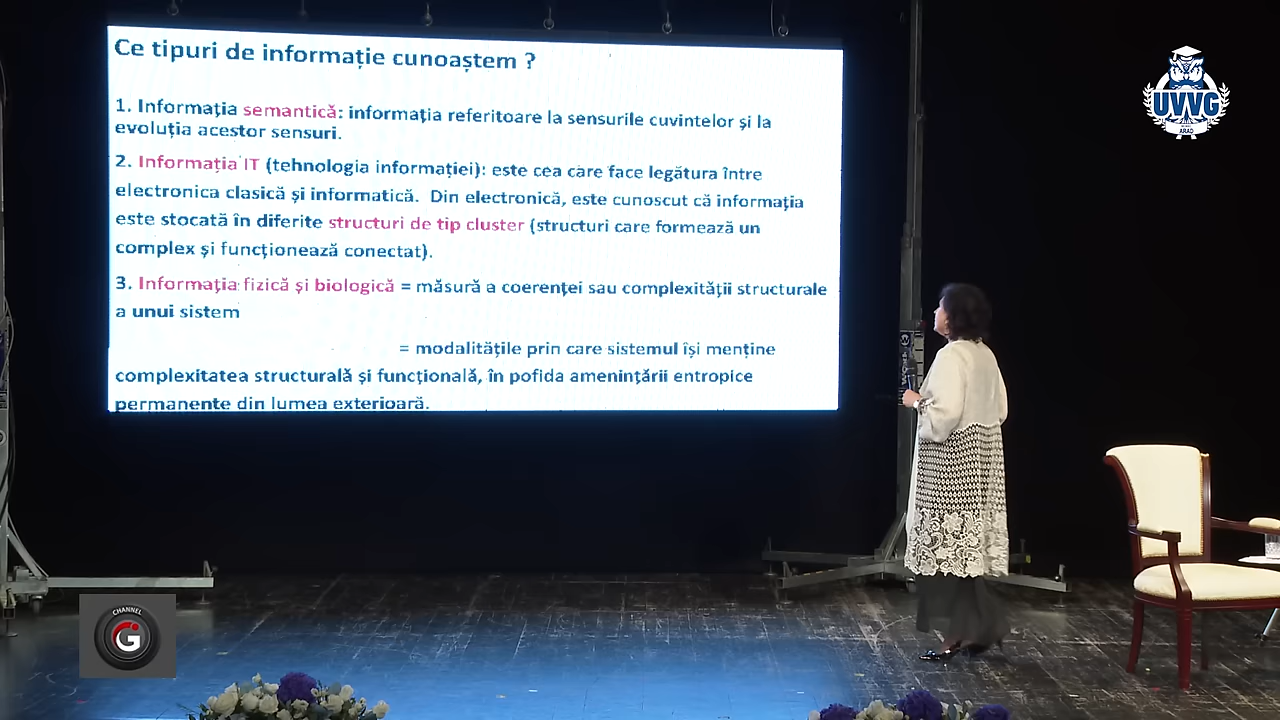 Ce tipuri de informație cunoaștem ?
1. Informația semantică: informația referitoare la sensurile cuvintelor și la
evoluția acestor sensuri.
2. Informația IT (tehnologia informației): este cea care face legătura între
electronica clasică și informatică. Din electronică, este cunoscut că informația
este stocată în diferite structuri de tip cluster (structuri care formează un
complex și funcționează conectat).
3. Informația fizică și biologică = măsură a coerenței sau complexității structurale
a unui sistem
= modalitățile prin care sistemul își menține
complexitatea structurală și funcțională, în pofida amenințării entropice
permanente din lumea exterioară.
UVVG
ARAD
CHANNEL
G